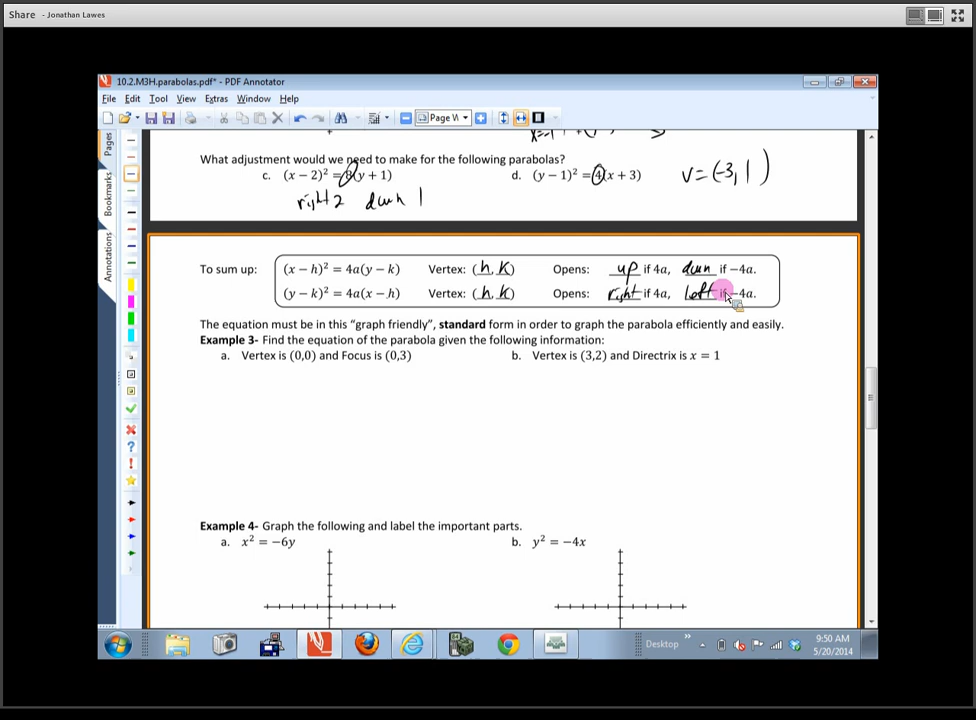 Share - Jonathan Lawes
10.2.M3H.parabolas.pdf* - PDF Annotator
File Edit Tool View Extras Window Help
Page W
Pages
Bookmarks
Annotations
What adjustment would we need to make for the following parabolas?
c. (x − 2)² = 8(y + 1) d. (y − 1)² = 4(x + 3) V = (-3, 1)
right 2 down 1
To sum up: (x − h)² = 4a(y − k) Vertex: (h, k) Opens: up if 4a, down if −4a.
(y − k)² = 4a(x − h) Vertex: (h, k) Opens: right if 4a, left if −4a.
The equation must be in this “graph friendly”, standard form in order to graph the parabola efficiently and easily.
Example 3- Find the equation of the parabola given the following information:
a. Vertex is (0,0) and Focus is (0,3) b. Vertex is (3,2) and Directrix is x = 1
Example 4- Graph the following and label the important parts.
a. x² = −6y b. y² = −4x
Desktop
9:50 AM
5/20/2014